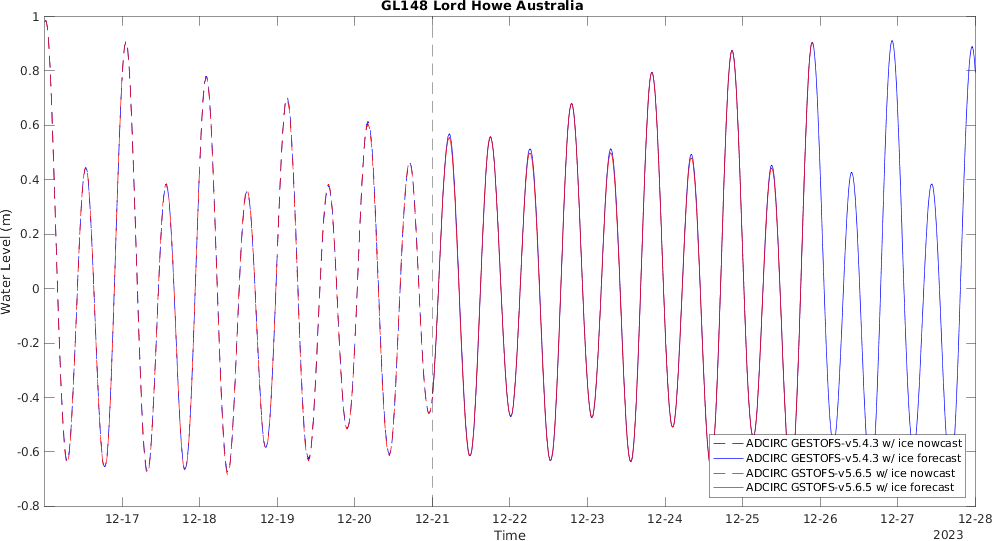 GL148 Lord Howe Australia
1
0.8
0.6
0.4
0.2
0
-0.2
-0.4
-0.6
-0.8
Water Level (m)
ADCIRC GESTOFS-v5.4.3 w/ ice nowcast
ADCIRC GESTOFS-v5.4.3 w/ ice forecast
ADCIRC GSTOFS-v5.6.5 w/ ice nowcast
ADCIRC GSTOFS-v5.6.5 w/ ice forecast
12-17 12-18 12-19 12-20 12-21 12-22 12-23 12-24 12-25 12-26 12-27 12-28
Time
2023